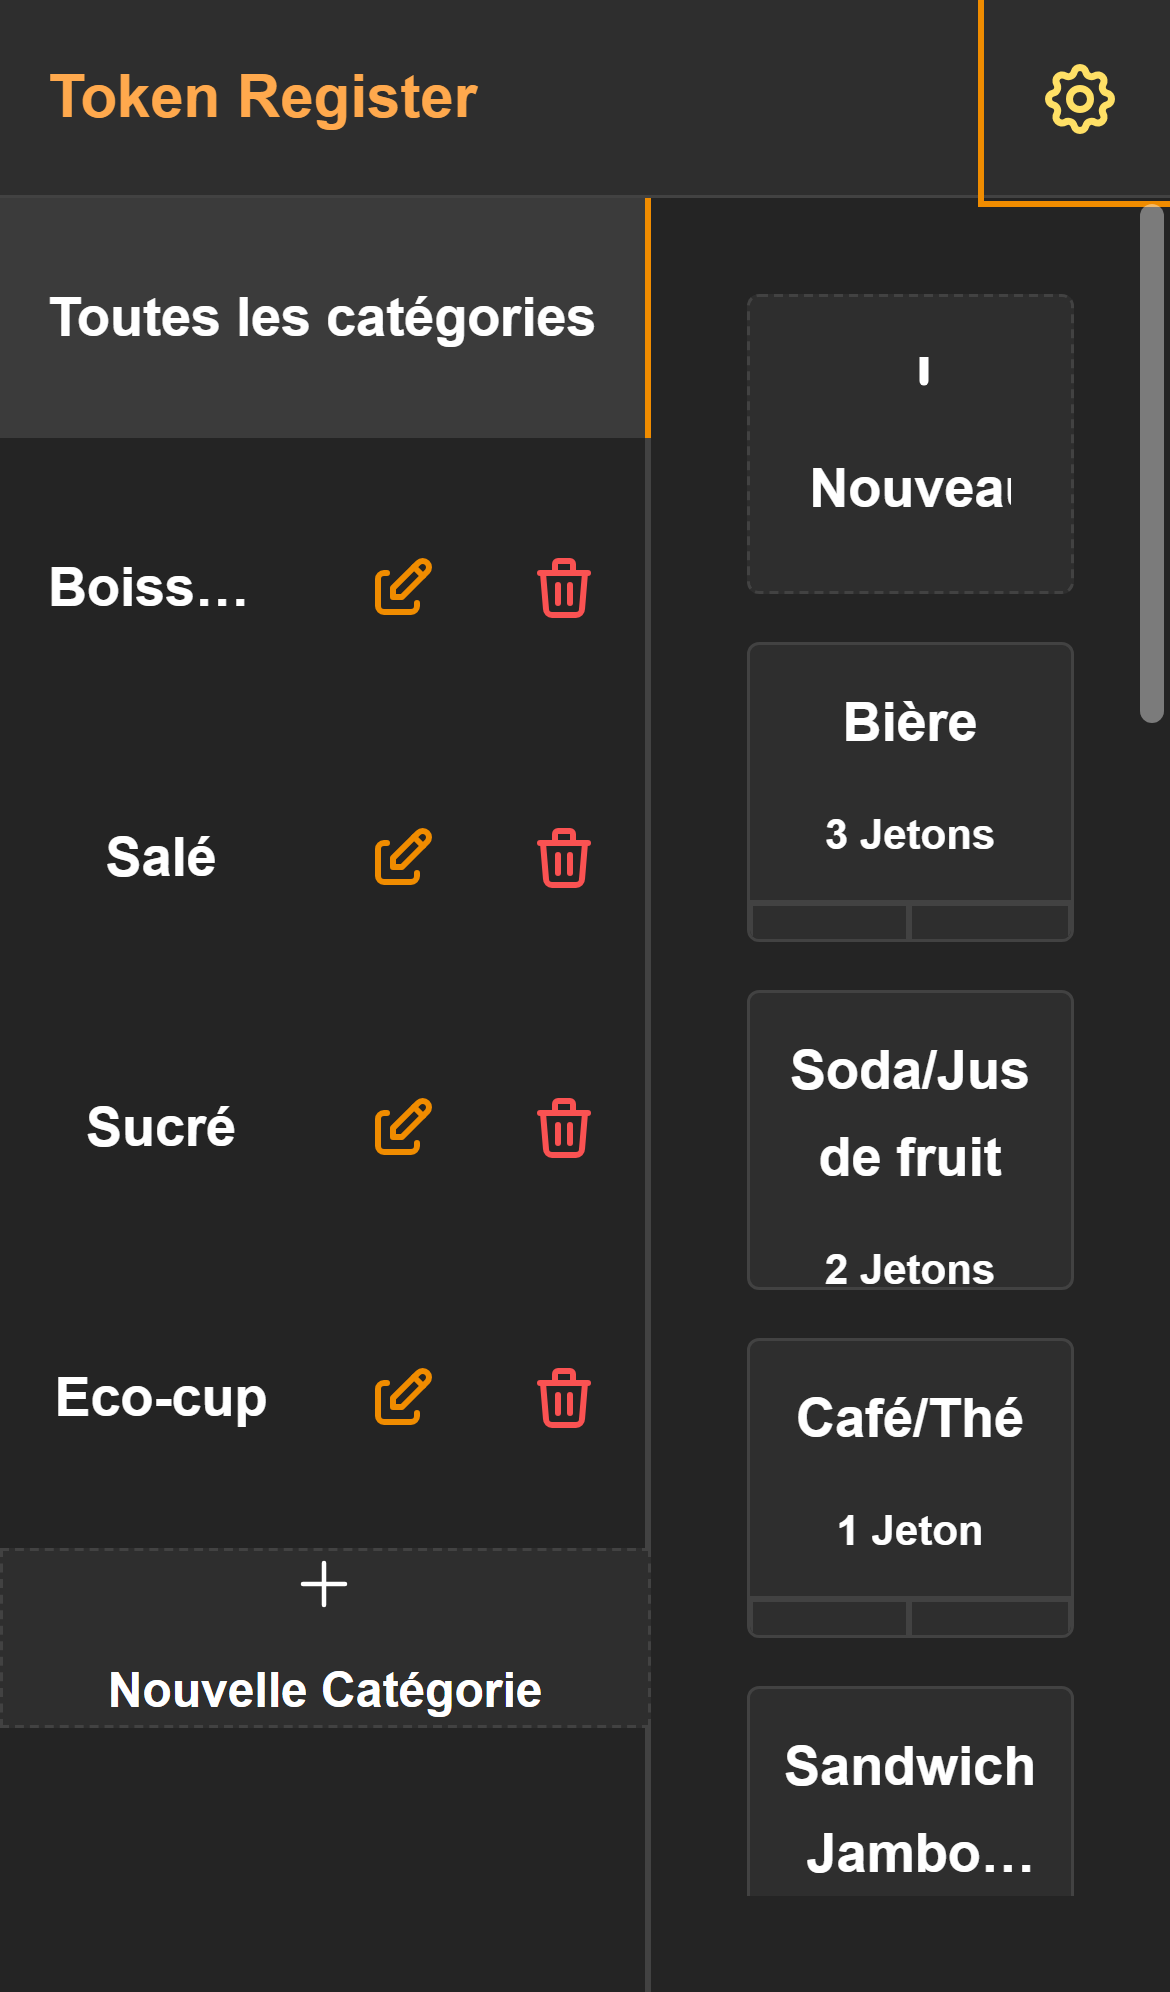 Token Register
Toutes les catégories
Boiss...
Salé
Sucré
Eco-cup
Nouvelle Catégorie
Nouveau
Bière
3 Jetons
Soda/Jus
de fruit
2 Jetons
Café/Thé
1 Jeton
Sandwich
Jambo...